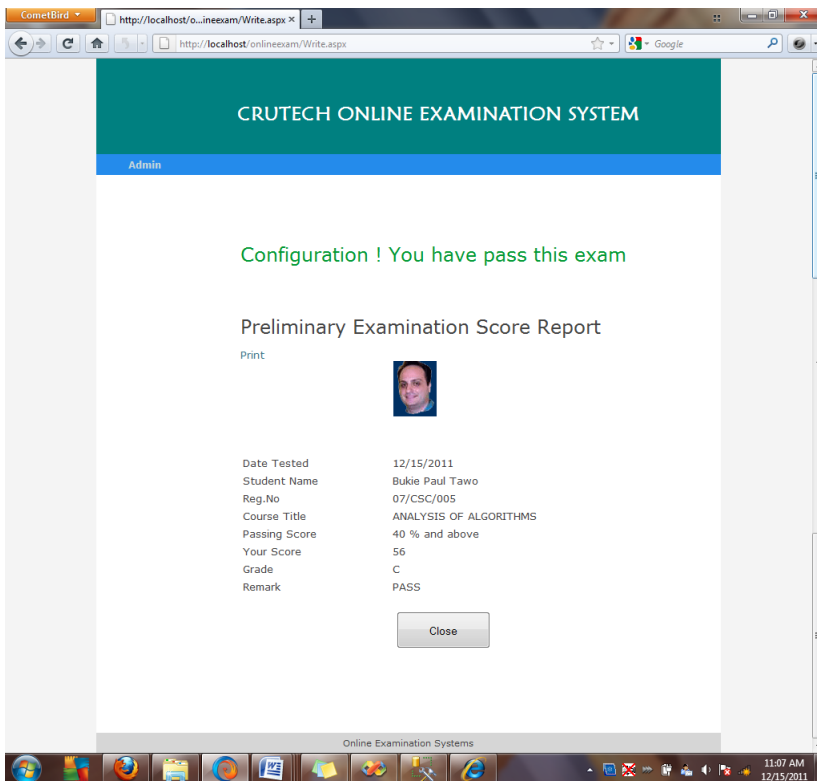 CometBird
http://localhost/o...ineexam/Write.aspx ×
http://localhost/onlineexam/Write.aspx
Google
CRUTECH ONLINE EXAMINATION SYSTEM
Admin
Configuration ! You have pass this exam
Preliminary Examination Score Report
Print
Date Tested 12/15/2011
Student Name Bukie Paul Tawo
Reg.No 07/CSC/005
Course Title ANALYSIS OF ALGORITHMS
Passing Score 40 % and above
Your Score 56
Grade C
Remark PASS
Close
Online Examination Systems
11:07 AM
12/15/2011